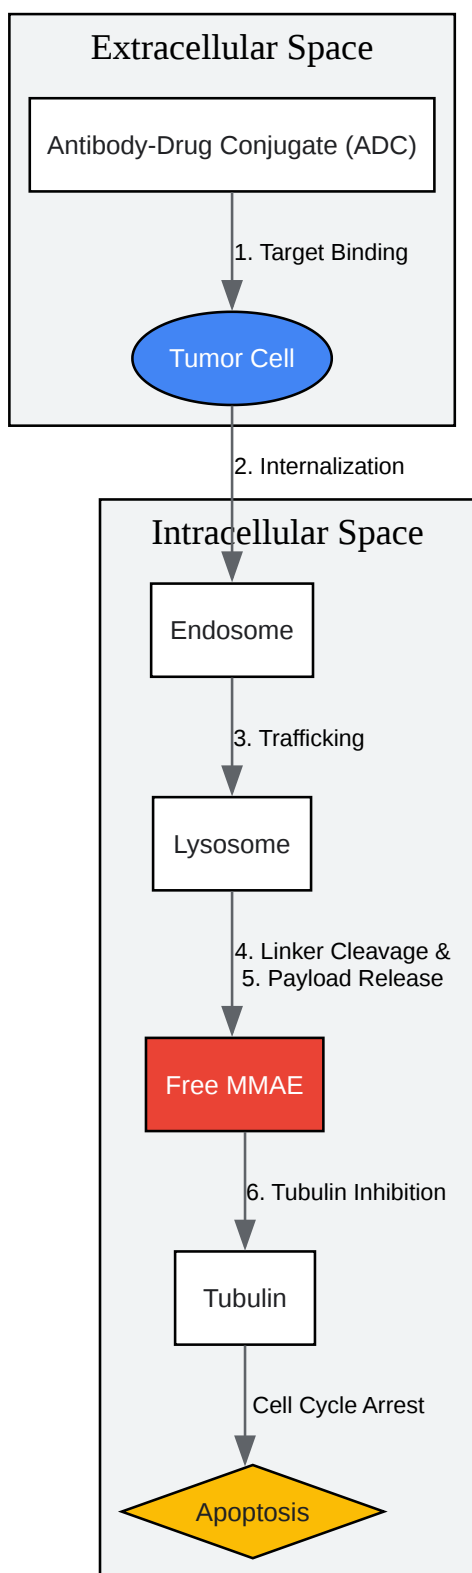 Extracellular Space
Antibody-Drug Conjugate (ADC)
1. Target Binding
Tumor Cell
2. Internalization
Intracellular Space
Endosome
3. Trafficking
Lysosome
4. Linker Cleavage &
5. Payload Release
Free MMAE
6. Tubulin Inhibition
Tubulin
Cell Cycle Arrest
Apoptosis